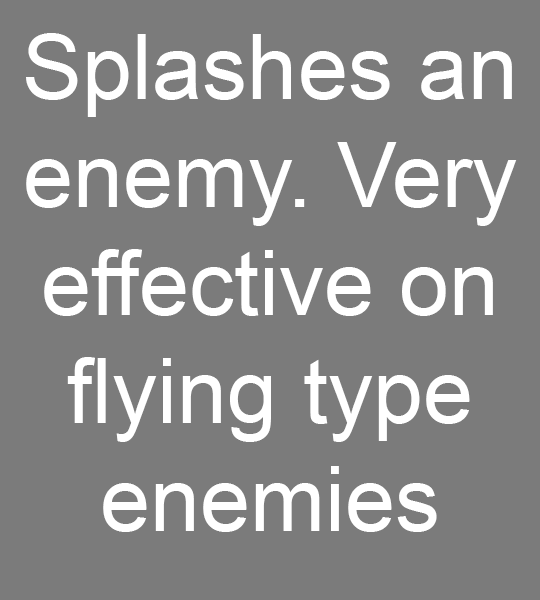 Splashes an
enemy. Very
effective on
flying type
enemies